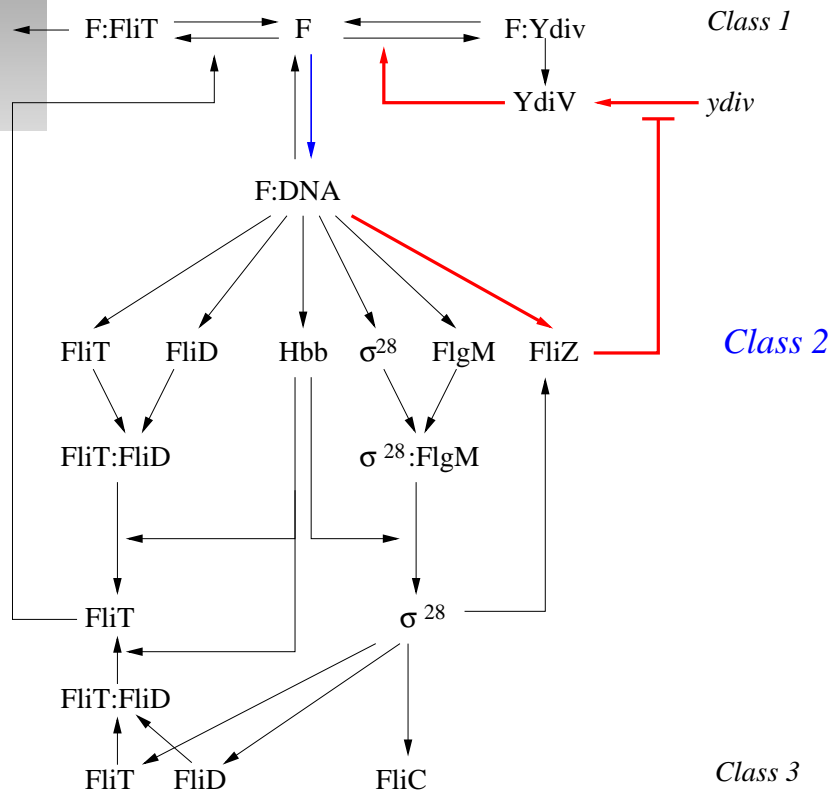 F:FliT F F:Ydiv Class 1
YdiV ydiv
F:DNA
FliT FliD Hbb σ28 FlgM FliZ Class 2
FliT:FliD σ 28:FlgM
FliT σ 28
FliT:FliD
FliT FliD FliC Class 3